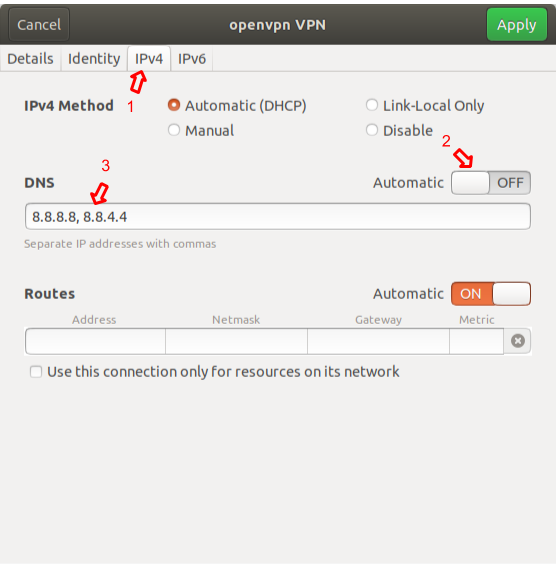 Cancel openvpn VPN Apply
Details Identity IPv4 IPv6
IPv4 Method Automatic (DHCP) Link-Local Only
1
Manual Disable
2
3
DNS Automatic OFF
8.8.8.8, 8.8.4.4
Separate IP addresses with commas
Routes Automatic ON
Address Netmask Gateway Metric
Use this connection only for resources on its network